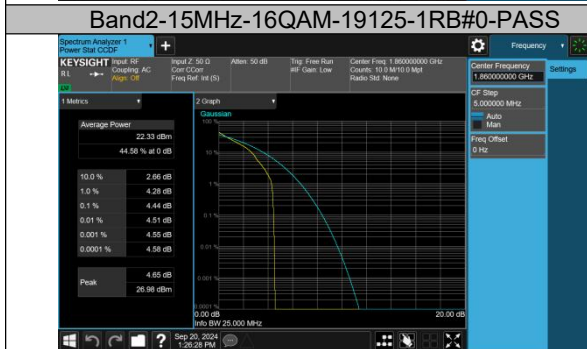 Band2-15MHz-16QAM-19125-1RB#0-PASS
Spectrum Analyzer 1
Power Stat CCDF
Frequency
KEYSIGHT Input: RF Input Z: 50 Ω Atten: 50 dB Trig: Free Run Center Freq: 1.860000000 GHz
RL Coupling: AC Corr CCorr #IF Gain: Low Counts: 10.0 M/10.0 Mpt
Align: Off Freq Ref: Int (S) Radio Std: None
Center Frequency
1.860000000 GHz
Settings
CF Step
5.000000 MHz
Auto
Man
Freq Offset
0 Hz
1 Metrics
2 Graph
Gaussian
Average Power
22.33 dBm
44.58 % at 0 dB
10.0 % 2.66 dB
1.0 % 4.28 dB
0.1 % 4.44 dB
0.01 % 4.51 dB
0.001 % 4.55 dB
0.0001 % 4.58 dB
Peak 4.65 dB
26.98 dBm
100 %
10 %
1 %
0.1 %
0.01 %
0.001 %
0.0001 %
0.00 dB 20.00 dB
Info BW 25.000 MHz
Sep 20, 2024
1:26:28 PM